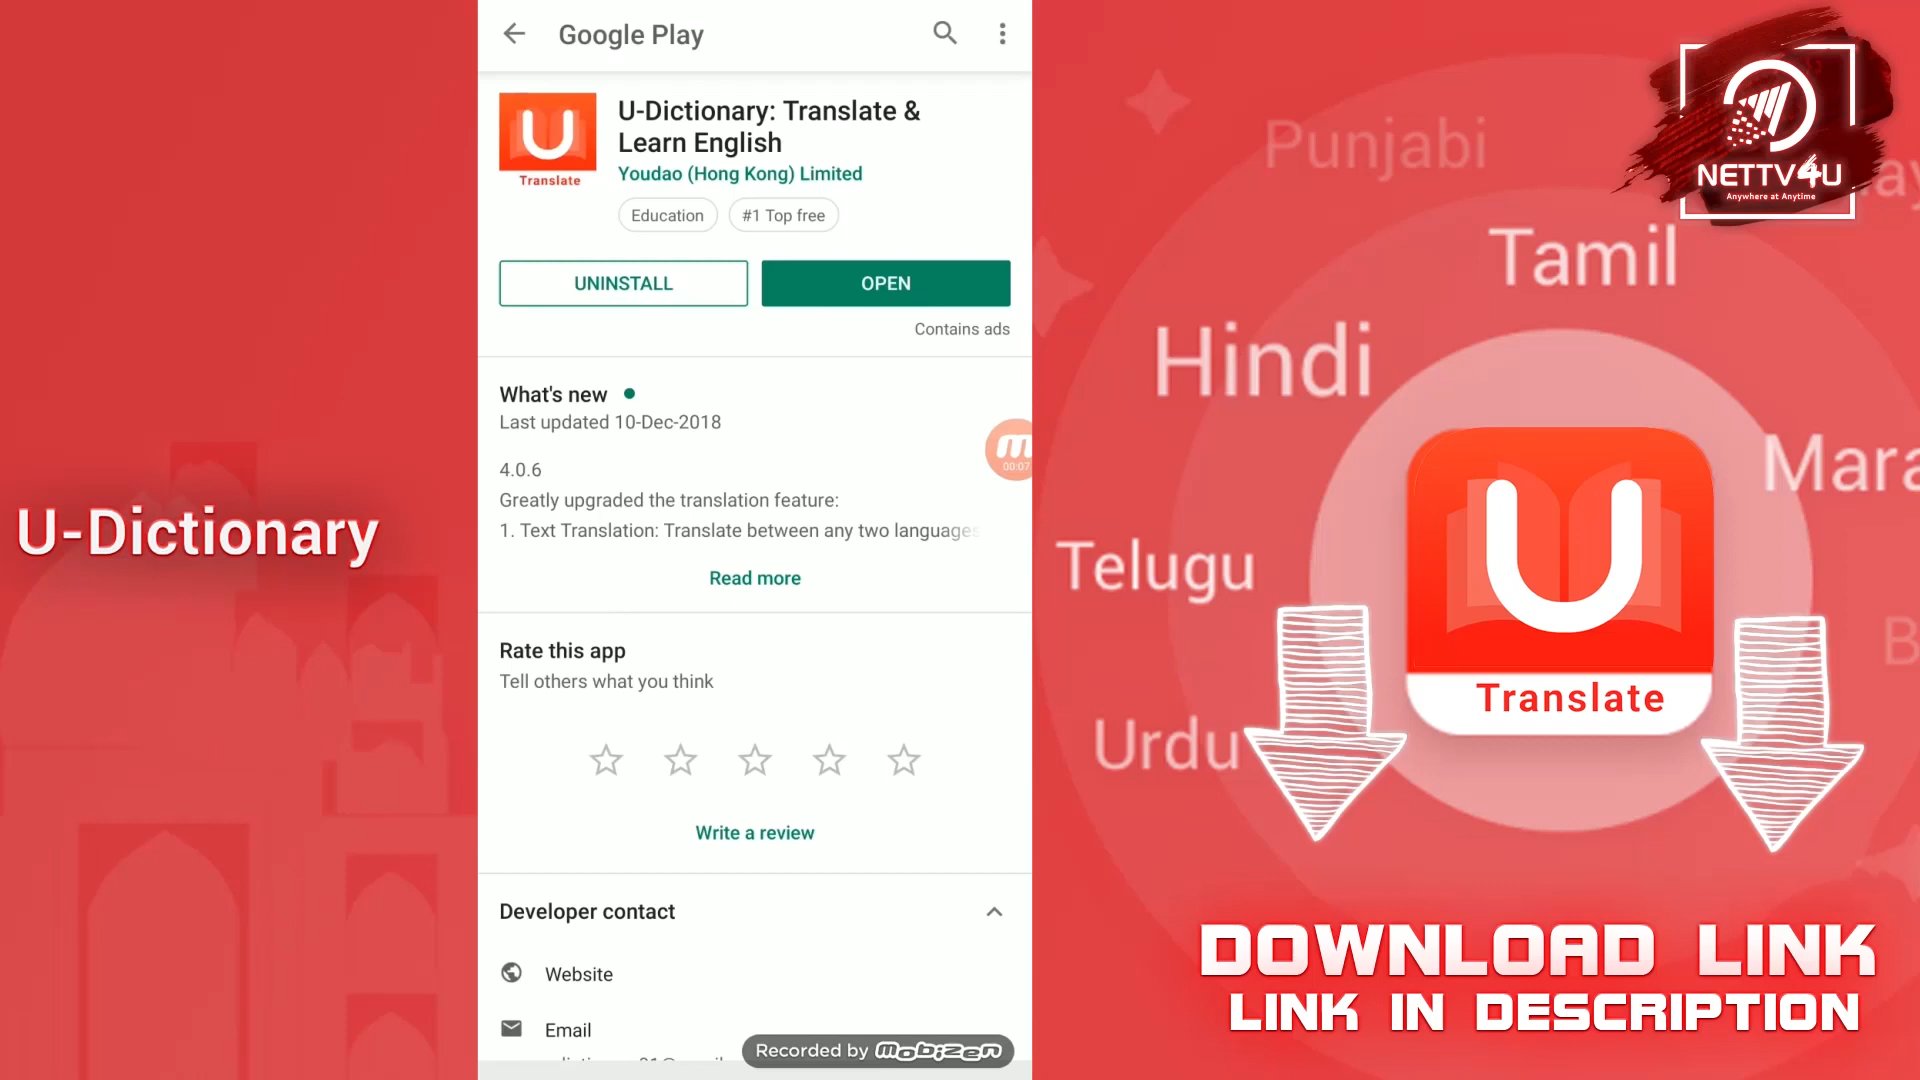 Google Play
U
Translate
U-Dictionary: Translate &
Learn English
Youdao (Hong Kong) Limited
Education
#1 Top free
UNINSTALL
OPEN
Contains ads
What's new
Last updated 10-Dec-2018
4.0.6
Greatly upgraded the translation feature:
1. Text Translation: Translate between any two languages
Read more
Rate this app
Tell others what you think
Write a review
Developer contact
Website
Email
Recorded by mobizen
00:07
U-Dictionary
NETTV4U
Anywhere at Anytime
Punjabi
Tamil
Hindi
Telugu
Urdu
U
Translate
DOWNLOAD LINK
LINK IN DESCRIPTION